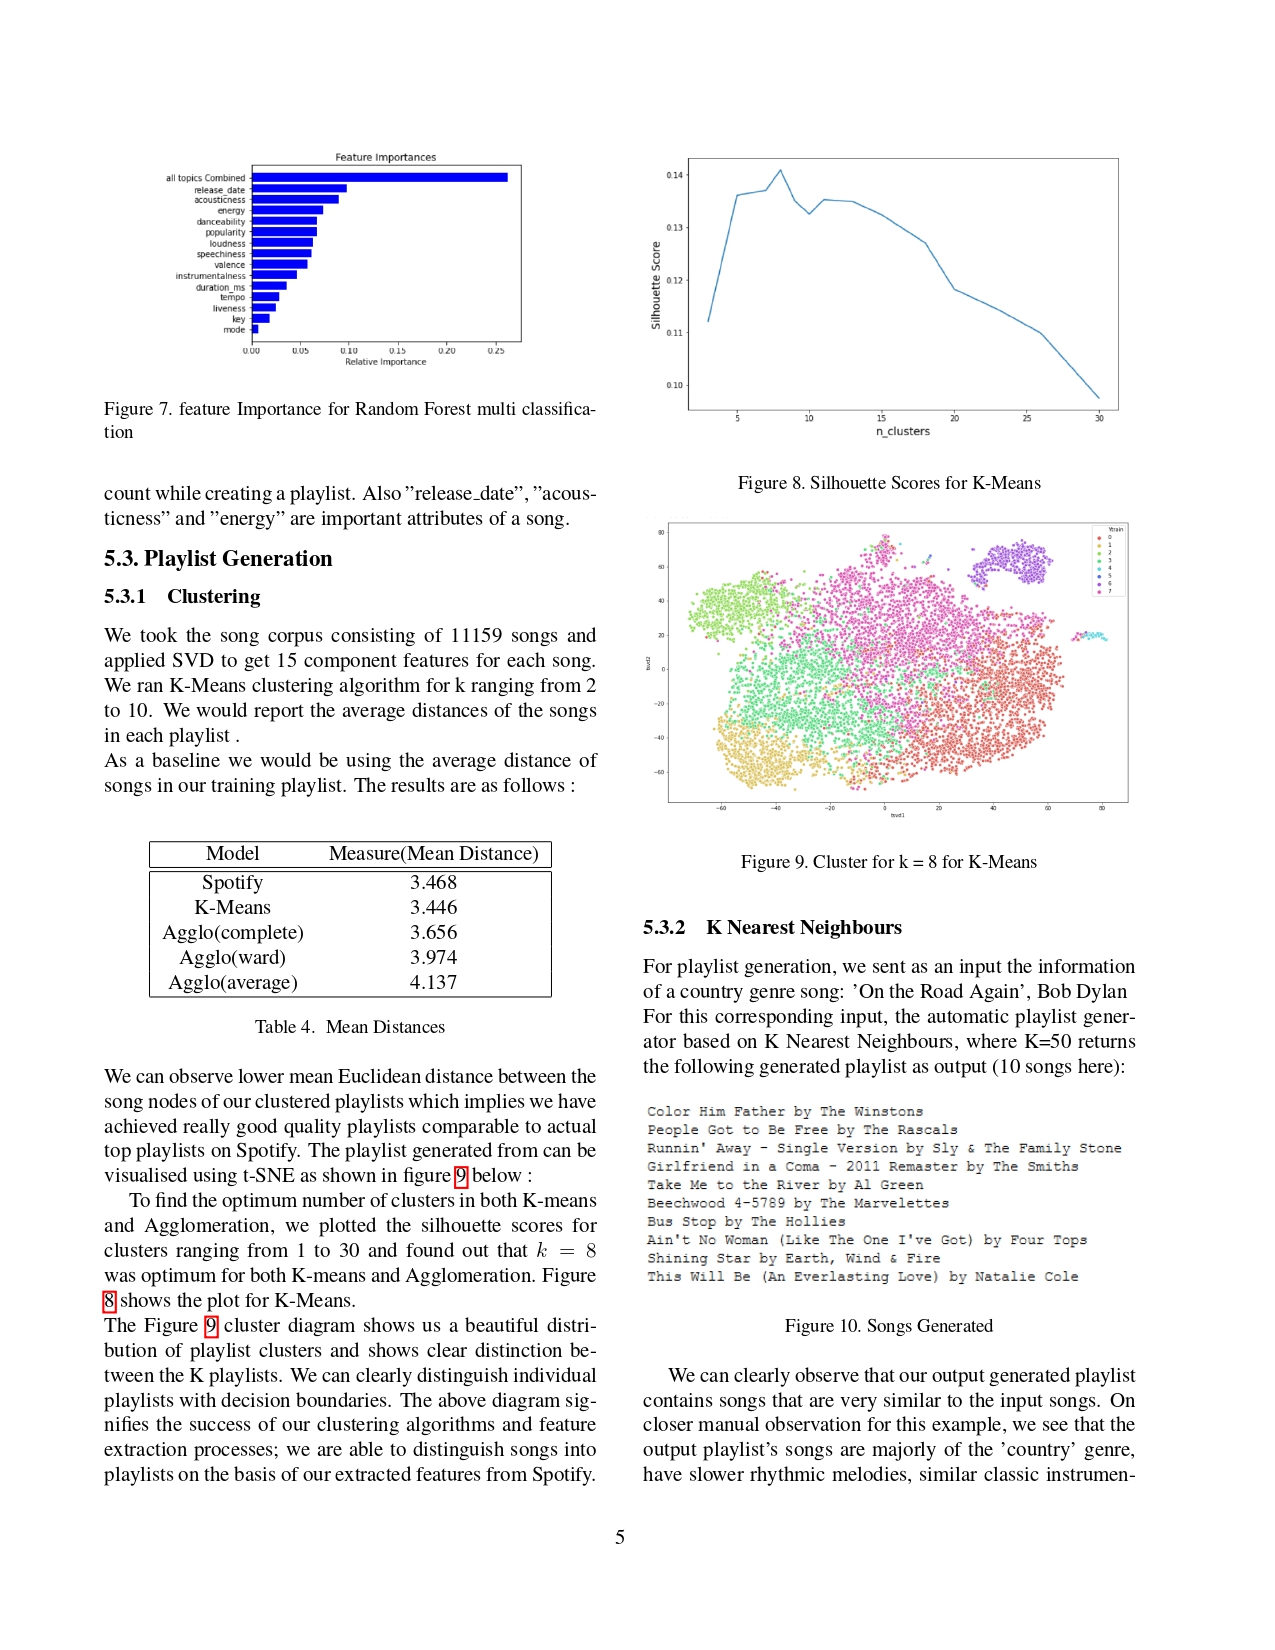 Feature Importances
all topics Combined
release_date
acousticness
energy
danceability
popularity
loudness
speechiness
valence
instrumentalness
duration_ms
tempo
liveness
key
mode
0.00 0.05 0.10 0.15 0.20 0.25
Relative Importance
Figure 7. feature Importance for Random Forest multi classifica-
tion
count while creating a playlist. Also ”release_date”, ”acous-
ticness” and ”energy” are important attributes of a song.
5.3. Playlist Generation
5.3.1 Clustering
We took the song corpus consisting of 11159 songs and
applied SVD to get 15 component features for each song.
We ran K-Means clustering algorithm for k ranging from 2
to 10. We would report the average distances of the songs
in each playlist .
As a baseline we would be using the average distance of
songs in our training playlist. The results are as follows :
Model Measure(Mean Distance)
Spotify 3.468
K-Means 3.446
Agglo(complete) 3.656
Agglo(ward) 3.974
Agglo(average) 4.137
Table 4. Mean Distances
We can observe lower mean Euclidean distance between the
song nodes of our clustered playlists which implies we have
achieved really good quality playlists comparable to actual
top playlists on Spotify. The playlist generated from can be
visualised using t-SNE as shown in figure 9 below :
To find the optimum number of clusters in both K-means
and Agglomeration, we plotted the silhouette scores for
clusters ranging from 1 to 30 and found out that k = 8
was optimum for both K-means and Agglomeration. Figure
8 shows the plot for K-Means.
The Figure 9 cluster diagram shows us a beautiful distri-
bution of playlist clusters and shows clear distinction be-
tween the K playlists. We can clearly distinguish individual
playlists with decision boundaries. The above diagram sig-
nifies the success of our clustering algorithms and feature
extraction processes; we are able to distinguish songs into
playlists on the basis of our extracted features from Spotify.
0.14
0.13
0.12
0.11
0.10
Silhouette Score
5 10 15 20 25 30
n_clusters
Figure 8. Silhouette Scores for K-Means
80
60
40
20
0
−20
−40
−60
tsvd2
Ytrain
0
1
2
3
4
5
6
7
−60 −40 −20 0 20 40 60 80
tsvd1
Figure 9. Cluster for k = 8 for K-Means
5.3.2 K Nearest Neighbours
For playlist generation, we sent as an input the information
of a country genre song: ’On the Road Again’, Bob Dylan
For this corresponding input, the automatic playlist gener-
ator based on K Nearest Neighbours, where K=50 returns
the following generated playlist as output (10 songs here):
Color Him Father by The Winstons
People Got to Be Free by The Rascals
Runnin' Away - Single Version by Sly & The Family Stone
Girlfriend in a Coma - 2011 Remaster by The Smiths
Take Me to the River by Al Green
Beechwood 4-5789 by The Marvelettes
Bus Stop by The Hollies
Ain't No Woman (Like The One I've Got) by Four Tops
Shining Star by Earth, Wind & Fire
This Will Be (An Everlasting Love) by Natalie Cole
Figure 10. Songs Generated
We can clearly observe that our output generated playlist
contains songs that are very similar to the input songs. On
closer manual observation for this example, we see that the
output playlist’s songs are majorly of the ’country’ genre,
have slower rhythmic melodies, similar classic instrumen-
5